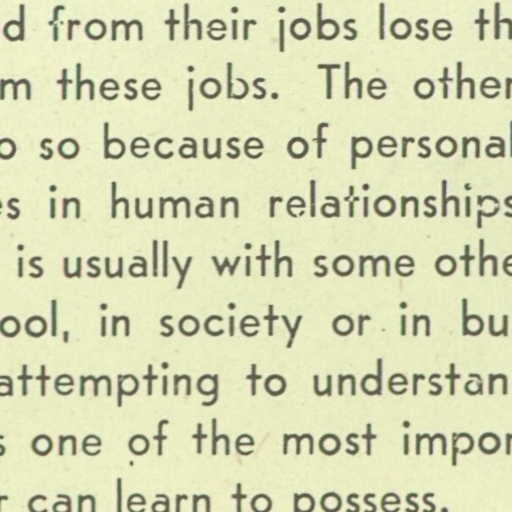 d from their jobs lose th
m these jobs. The other
o so because of personal
es in human relationships
is usually with some othe
ool, in society or in bu
attempting to understan
s one of the most impor
r can learn to possess.